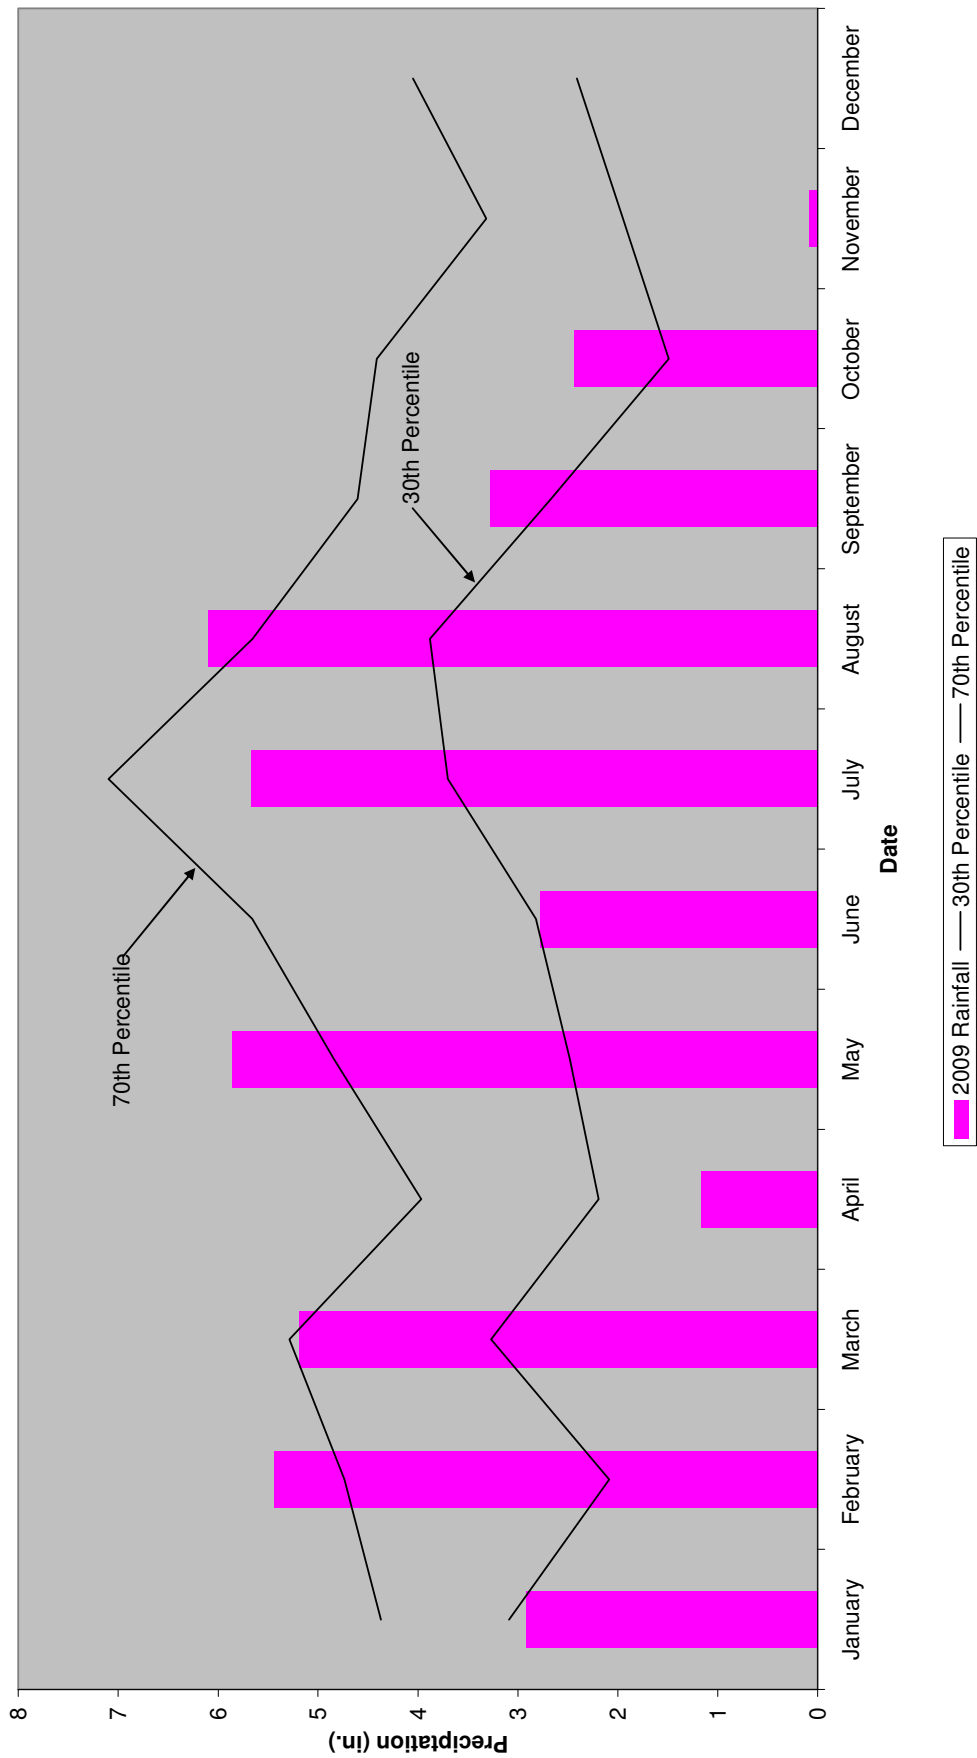 Preciptation (in.)
8
7
6
5
4
3
2
1
0
70th Percentile
30th Percentile
January
February
March
April
May
June
July
August
September
October
November
December
Date
2009 Rainfall 30th Percentile 70th Percentile